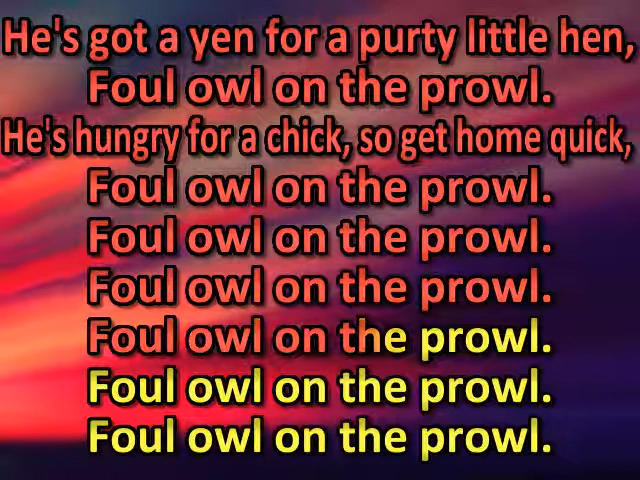 He's got a yen for a purty little hen,
Foul owl on the prowl.
He's hungry for a chick, so get home quick,
Foul owl on the prowl.
Foul owl on the prowl.
Foul owl on the prowl.
Foul owl on the prowl.
Foul owl on the prowl.
Foul owl on the prowl.